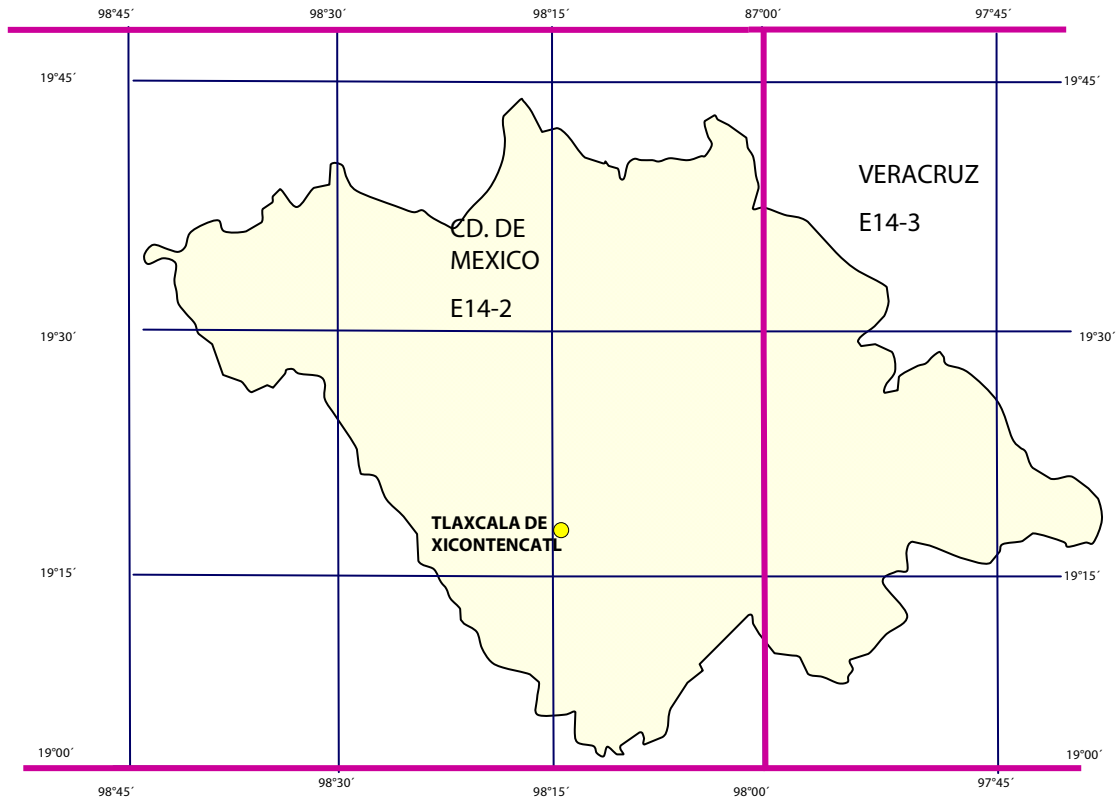 98°45´ 98°30´ 98°15´ 87°00´ 97°45´
19°45´ 19°45´
VERACRUZ
E14-3
CD. DE
MEXICO
E14-2
19°30´ 19°30´
TLAXCALA DE
XICONTENCATL
19°15´ 19°15´
19°00´ 19°00´
98°45´ 98°30´ 98°15´ 98°00´ 97°45´